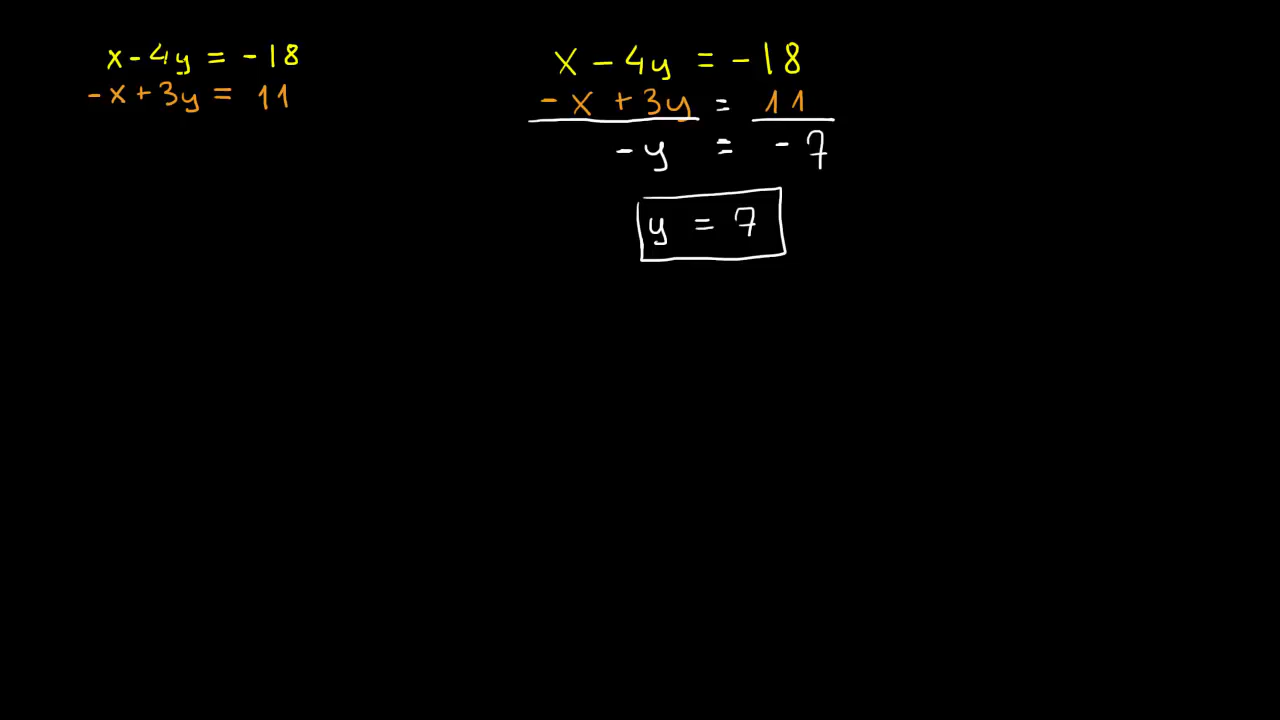 x - 4y = -18
-x + 3y = 11
x - 4y = -18
-x + 3y = 11
-y = -7
y = 7